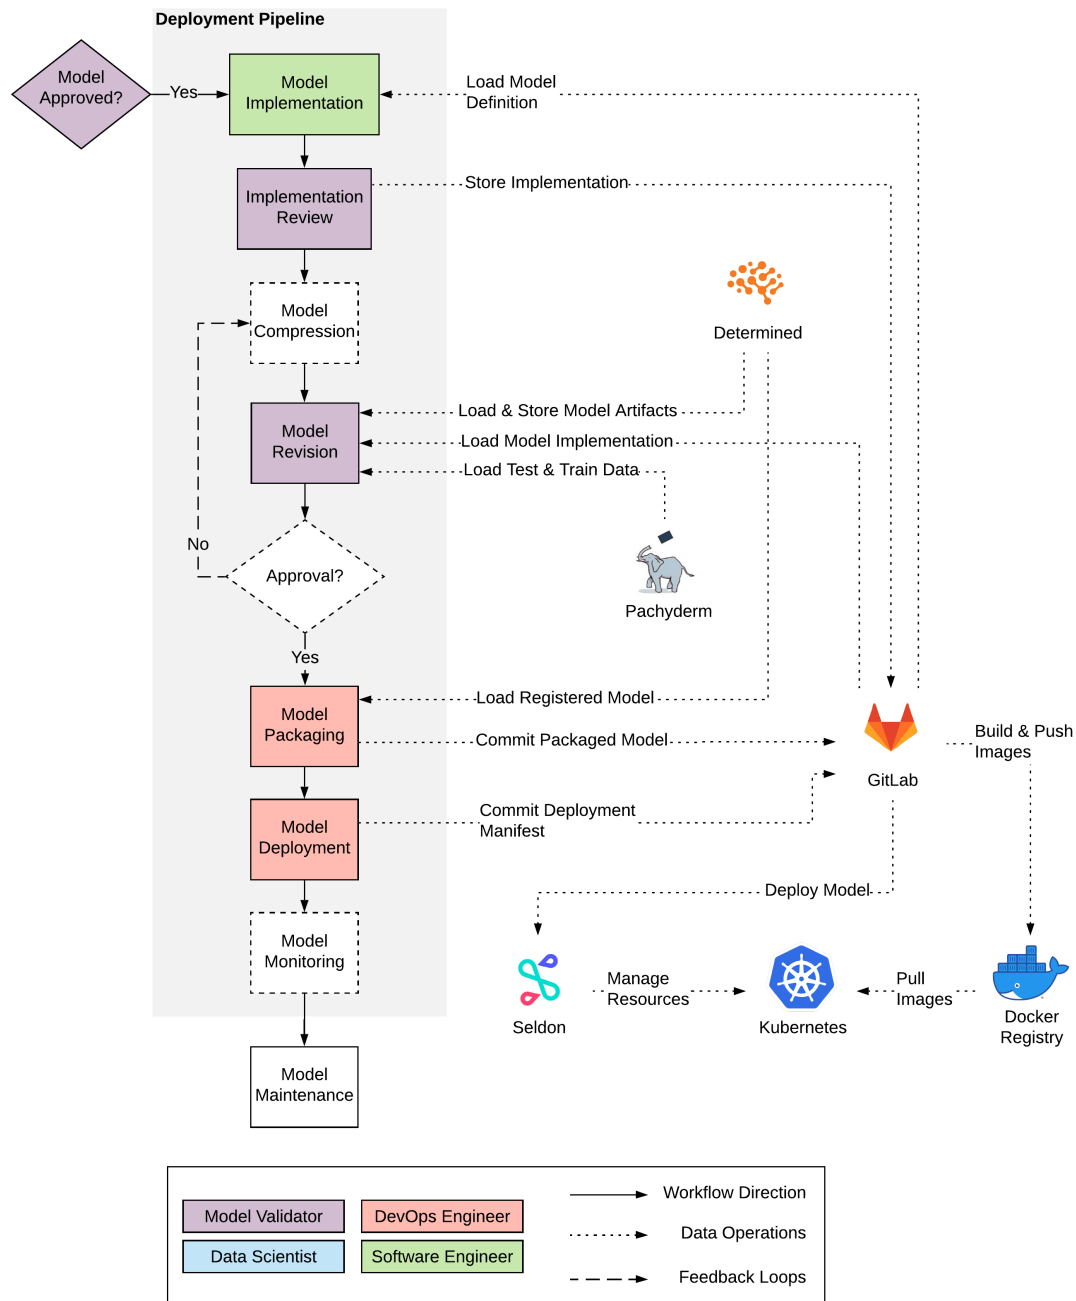 Deployment Pipeline
Model
Approved?
Yes
Model
Implementation
Load Model
Definition
Implementation
Review
Store Implementation
Model
Compression
Determined
Model
Revision
Load & Store Model Artifacts
Load Model Implementation
Load Test & Train Data
No
Approval?
Pachyderm
Yes
Model
Packaging
Load Registered Model
Commit Packaged Model
GitLab
Build & Push
Images
Model
Deployment
Commit Deployment
Manifest
Deploy Model
Model
Monitoring
Seldon
Manage
Resources
Kubernetes
Pull
Images
Docker
Registry
Model
Maintenance
Model Validator
DevOps Engineer
Workflow Direction
Data Scientist
Software Engineer
Data Operations
Feedback Loops